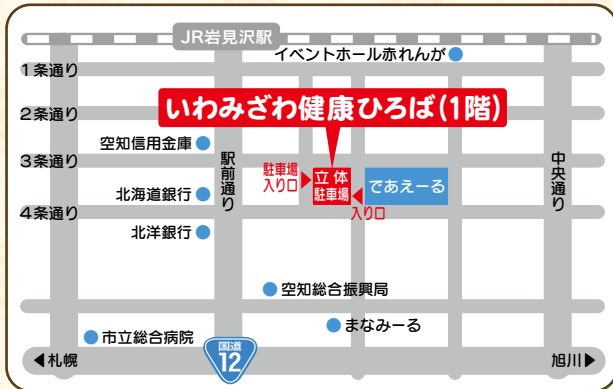 JR岩見沢駅
イベントホール赤れんが
1条通り
2条通り
いわみざわ健康ひろば(1階)
空知信用金庫
3条通り
駅前通り
中央通り
駐車場
入り口
立体
駐車場
であえーる
入り口
北海道銀行
4条通り
北洋銀行
空知総合振興局
まなみーる
市立総合病院
国道
12
◀札幌
旭川▶